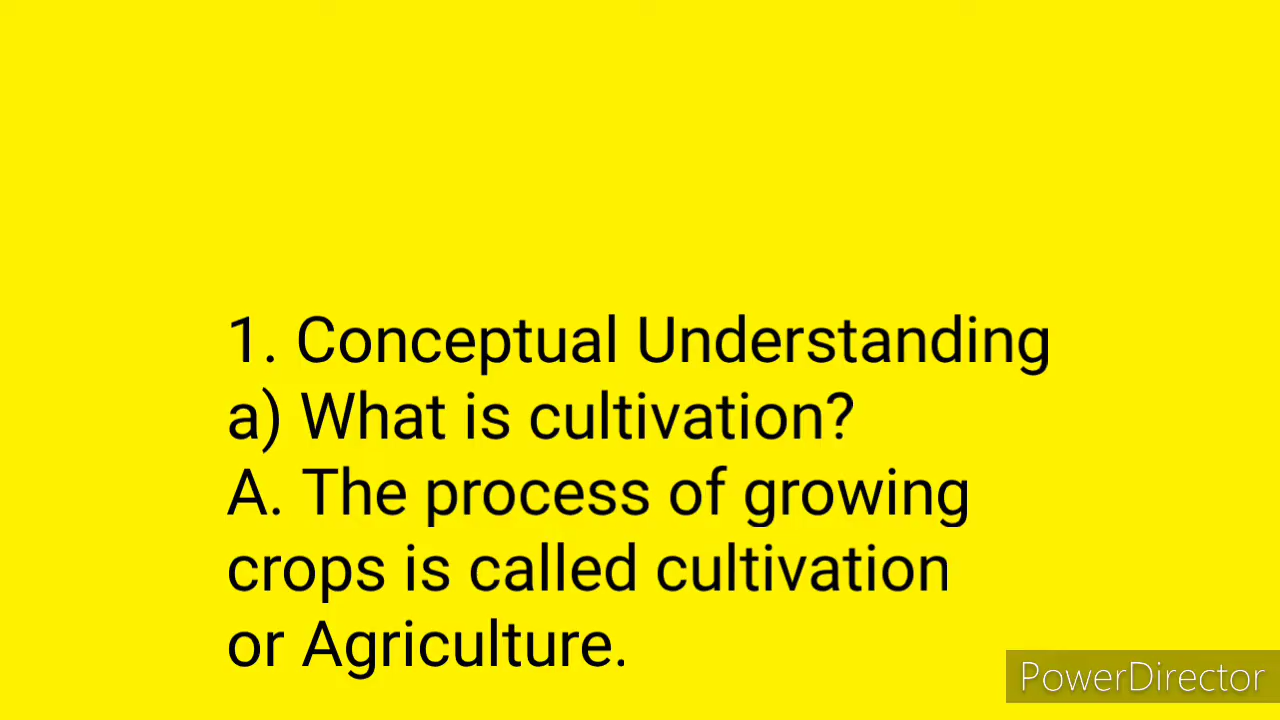 1. Conceptual Understanding
a) What is cultivation?
A. The process of growing
crops is called cultivation
or Agriculture.
PowerDirector